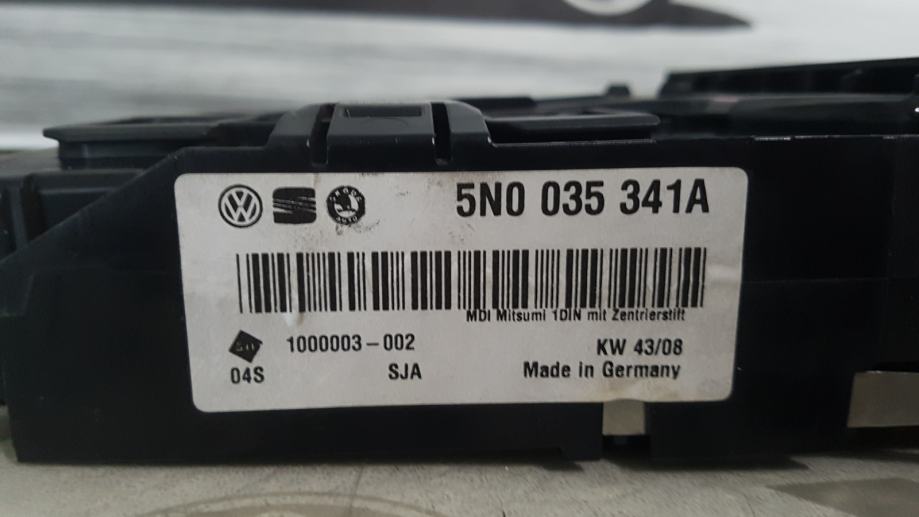 5N0 035 341A
MDI Mitsumi 1DIN mit Zentrierstift
1000003-002
KW 43/08
04S
SJA
Made in Germany